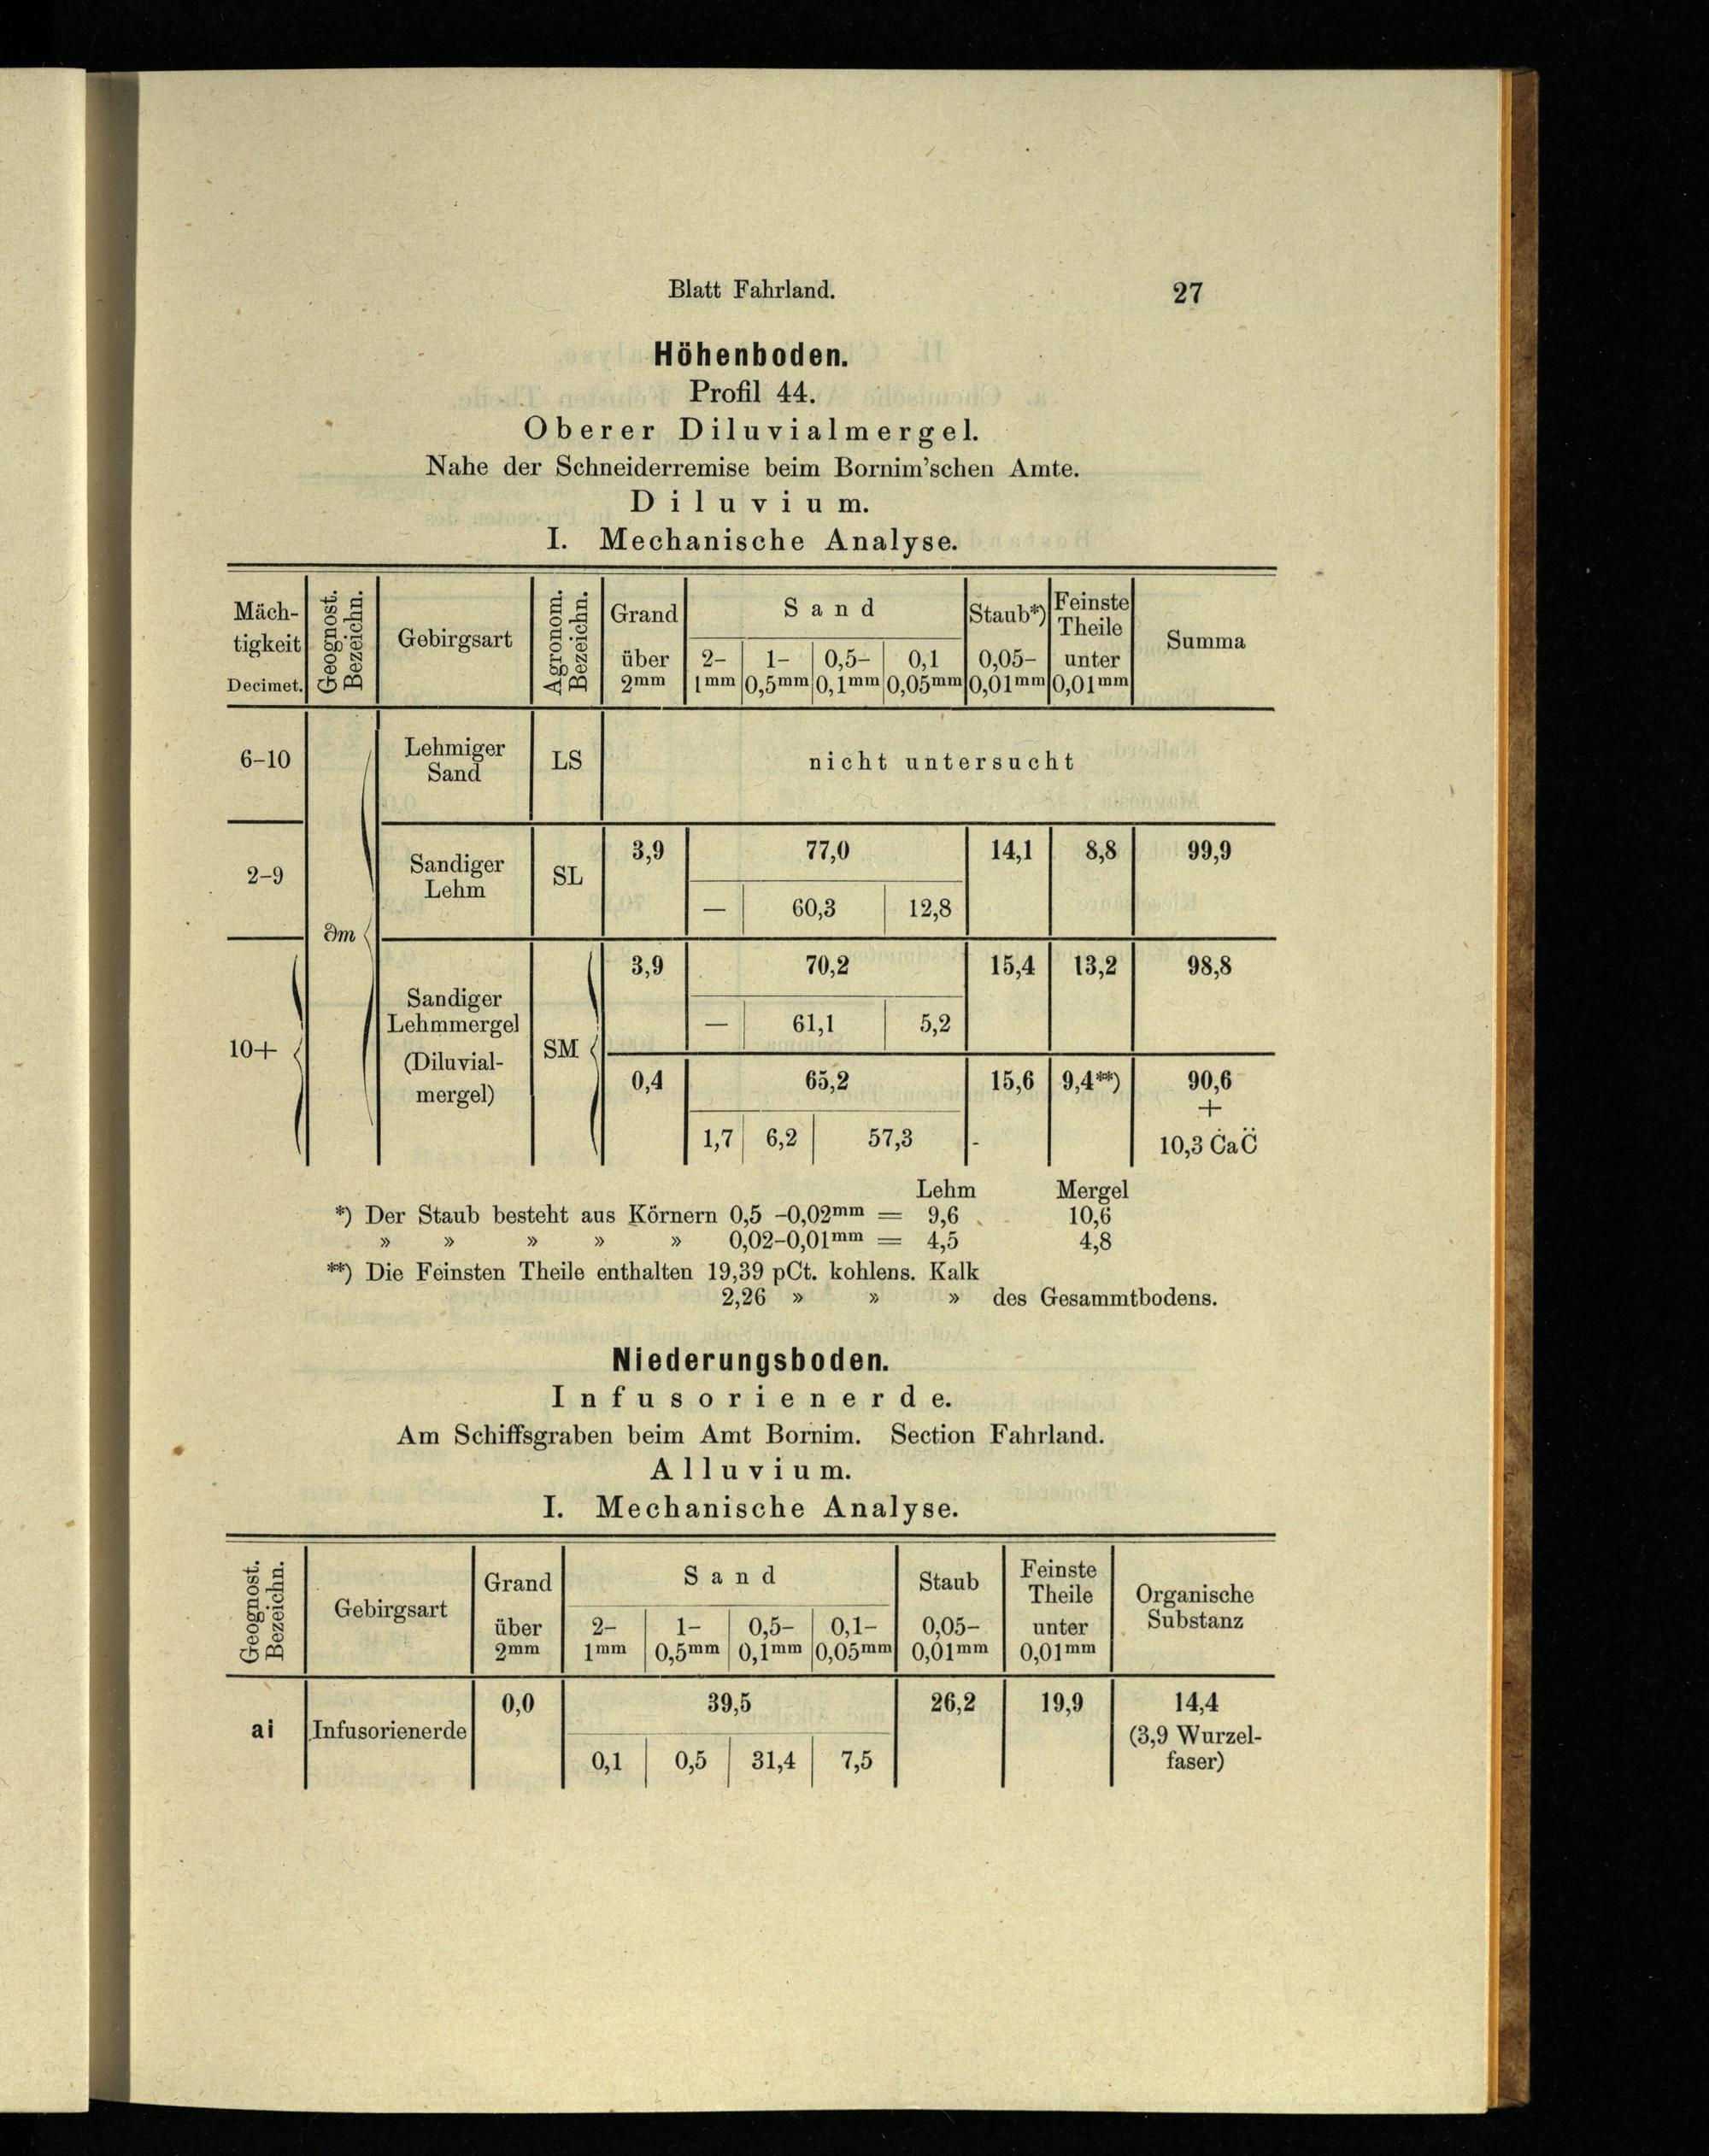 Blatt Fahrland. 27
Höhenboden.
Profil 44.
Oberer Diluvialmergel.
Nahe der Schneiderremise beim Bornim'schen Amte.
Diluvium.
I. Mechanische Analyse.
Mäch-
tigkeit
Decimet.
Geognost.
Bezeichn.
Gebirgsart
Agronom.
Bezeichn.
Grand
über
2mm
Sand
2–
1mm
1–
0,5mm
0,5–
0,1mm
0,1
0,05mm
Staub*)
0,05–
0,01mm
Feinste
Theile
unter
0,01mm
Summa
6–10
Lehmiger
Sand
LS
nicht untersucht
2–9
Sandiger
Lehm
SL
3,9 77,0 14,1 8,8 99,9
— 60,3 12,8
∂m
10+
Sandiger
Lehmmergel
(Diluvial-
mergel)
SM
3,9 70,2 15,4 13,2 98,8
— 61,1 5,2
0,4 65,2 15,6 9,4**) 90,6
+
1,7 6,2 57,3 - 10,3 ĊaC̈
Lehm Mergel
*) Der Staub besteht aus Körnern 0,5 –0,02mm = 9,6 10,6
» » » » » 0,02–0,01mm = 4,5 4,8
**) Die Feinsten Theile enthalten 19,39 pCt. kohlens. Kalk
2,26 » » » des Gesammtbodens.
Niederungsboden.
Infusorienerde.
Am Schiffsgraben beim Amt Bornim. Section Fahrland.
Alluvium.
I. Mechanische Analyse.
Geognost.
Bezeichn.
Gebirgsart
Grand
über
2mm
Sand
2–
1mm
1–
0,5mm
0,5–
0,1mm
0,1–
0,05mm
Staub
0,05–
0,01mm
Feinste
Theile
unter
0,01mm
Organische
Substanz
ai
Infusorienerde
0,0 39,5 26,2 19,9 14,4
(3,9 Wurzel-
faser)
0,1 0,5 31,4 7,5